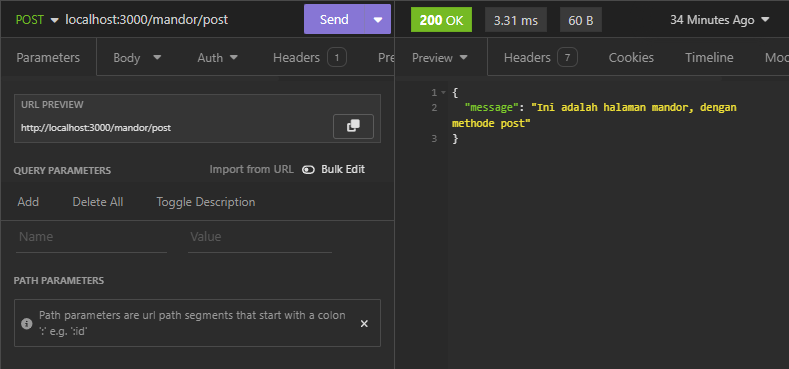 POST localhost:3000/mandor/post Send
Parameters Body Auth Headers 1 Pre
URL PREVIEW
http://localhost:3000/mandor/post
QUERY PARAMETERS Import from URL Bulk Edit
Add Delete All Toggle Description
Name Value
PATH PARAMETERS
Path parameters are url path segments that start with a colon
':' e.g. ':id'
200 OK 3.31 ms 60 B 34 Minutes Ago
Preview Headers 7 Cookies Timeline Moc
1 {
2 "message": "Ini adalah halaman mandor, dengan
methode post"
3 }